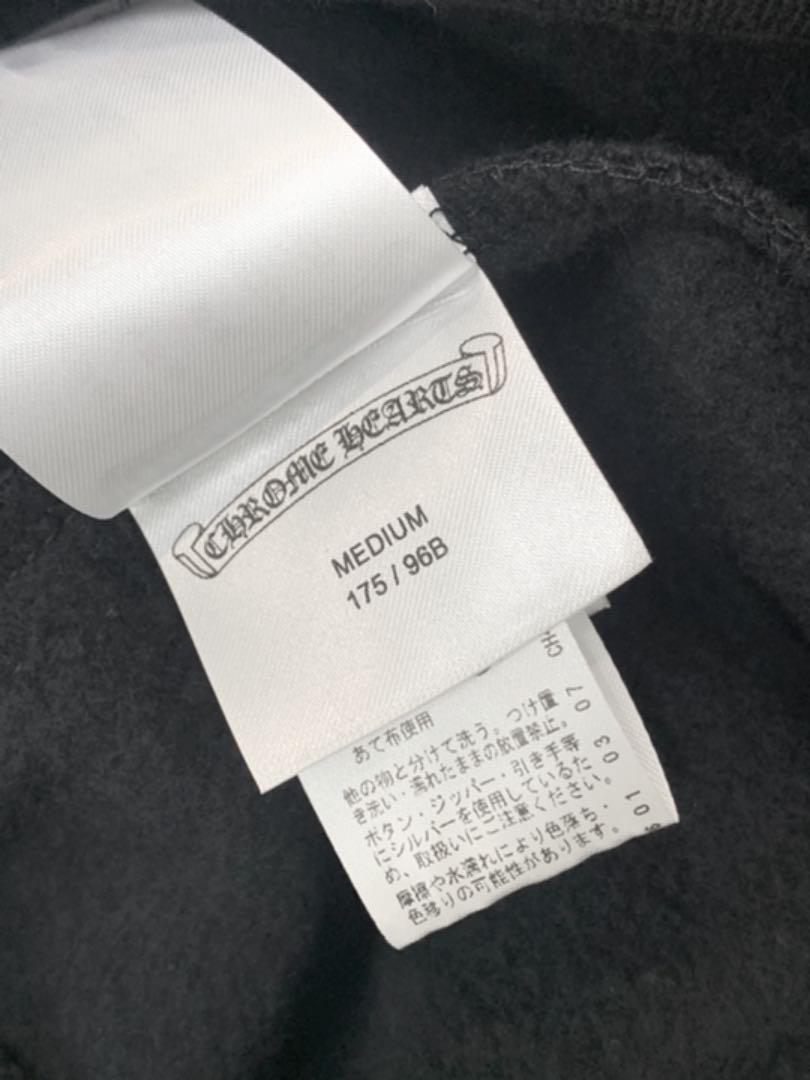 CHROME HEARTS
MEDIUM
175 / 96B
CH
あて布使用
他の物と分けて洗う。つけ置
き洗い・濡れたままの放置禁止。
ボタン・ジッパー・引き手等
にシルバーを使用しているた
め、取扱いにご注意ください。
摩擦や水濡れにより色落ち・
色移りの可能性があります。
01 03 07